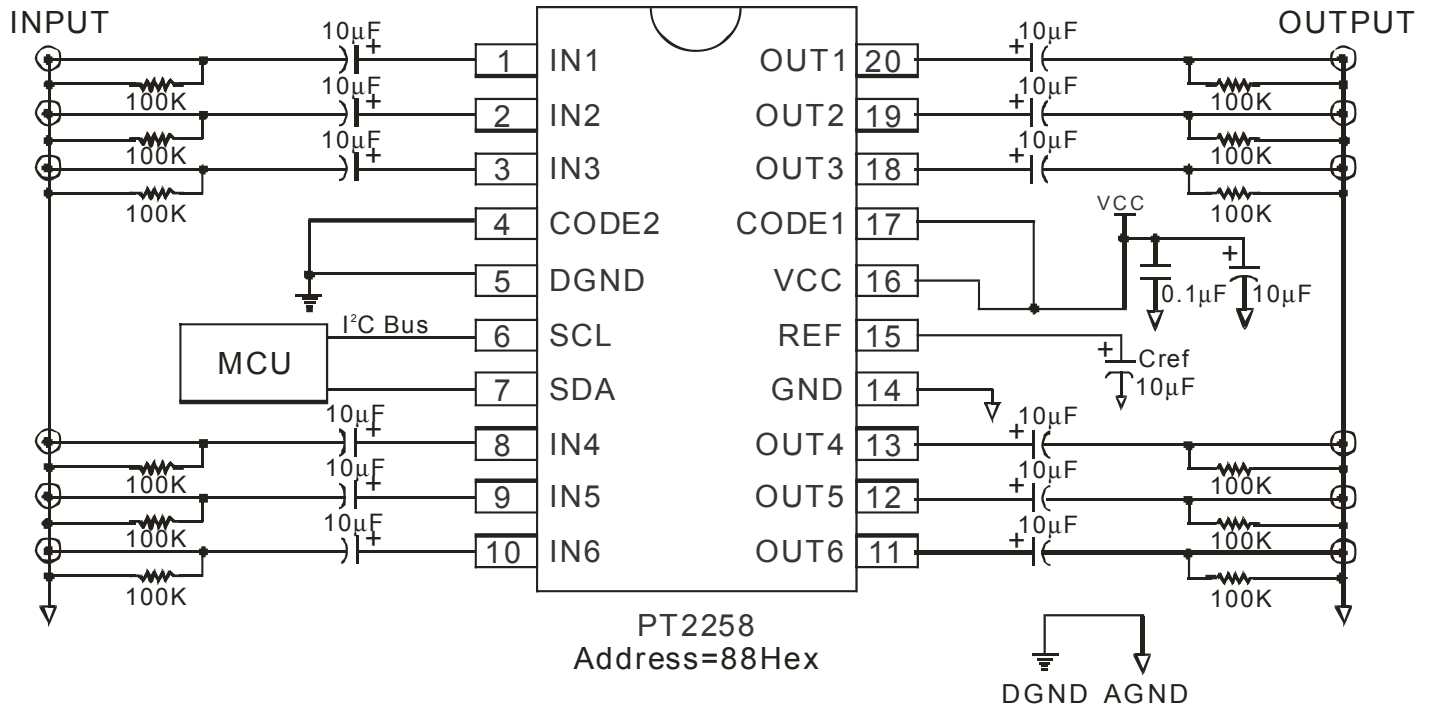 INPUT
OUTPUT
10μF
+
1
IN1
OUT1
20
+
10μF
100K
100K
10μF
+
2
IN2
OUT2
19
+
10μF
100K
100K
10μF
+
3
IN3
OUT3
18
+
10μF
100K
100K
4
CODE2
CODE1
17
VCC
5
DGND
VCC
16
+
0.1μF
10μF
I²C Bus
MCU
6
SCL
REF
15
+
Cref
10μF
7
SDA
GND
14
10μF
+
8
IN4
OUT4
13
+
10μF
100K
100K
10μF
+
9
IN5
OUT5
12
+
10μF
100K
100K
10μF
+
10
IN6
OUT6
11
+
10μF
100K
100K
PT2258
Address=88Hex
DGND AGND